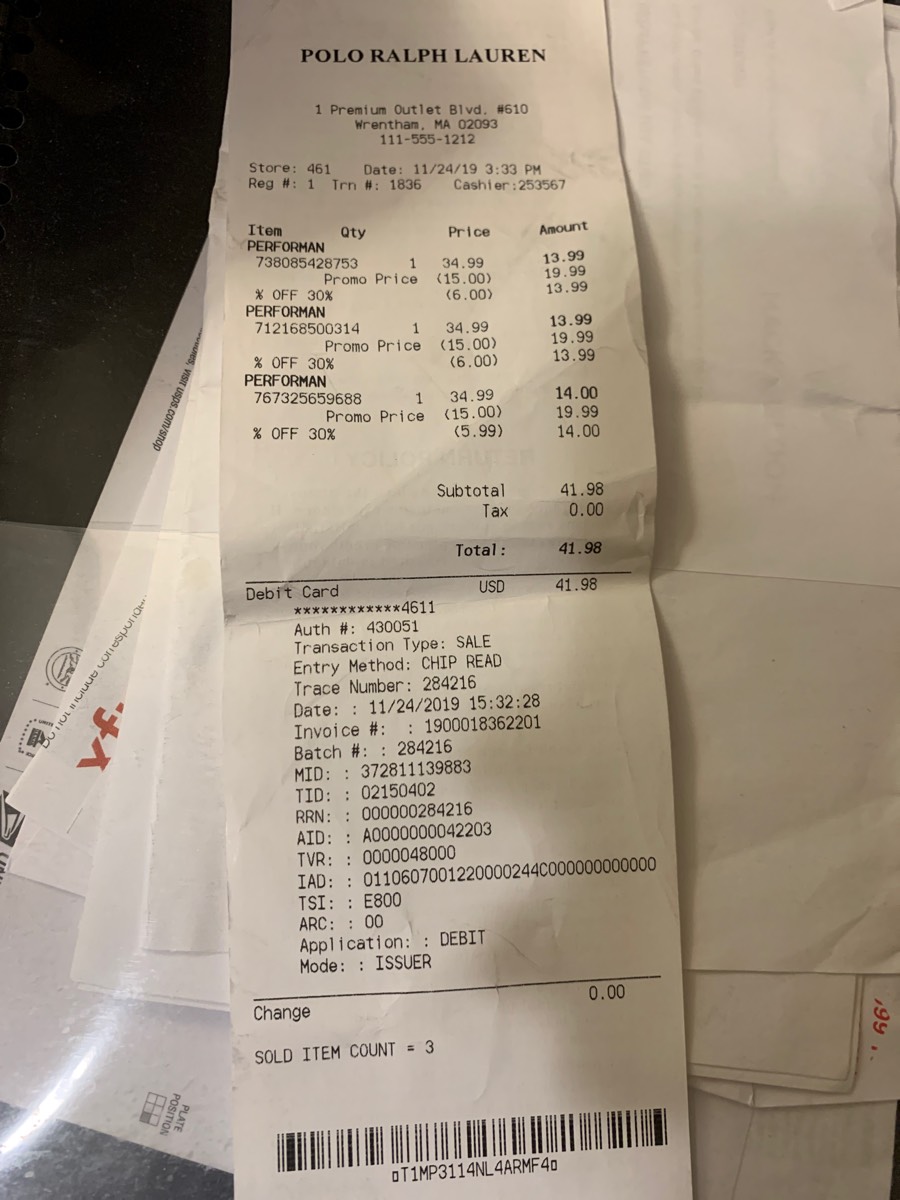 POLO RALPH LAUREN
1 Premium Outlet Blvd. #610
Wrentham, MA 02093
111-555-1212
Store: 461 Date: 11/24/19 3:33 PM
Reg #: 1 Trn #: 1836 Cashier:253567
Item Qty Price Amount
PERFORMAN
738085428753 1 34.99 13.99
Promo Price (15.00) 19.99
% OFF 30% (6.00) 13.99
PERFORMAN
712168500314 1 34.99 13.99
Promo Price (15.00) 19.99
% OFF 30% (6.00) 13.99
PERFORMAN
767325659688 1 34.99 14.00
Promo Price (15.00) 19.99
% OFF 30% (5.99) 14.00
Subtotal 41.98
Tax 0.00
Total: 41.98
Debit Card USD 41.98
************4611
Auth #: 430051
Transaction Type: SALE
Entry Method: CHIP READ
Trace Number: 284216
Date: : 11/24/2019 15:32:28
Invoice #: : 1900018362201
Batch #: : 284216
MID: : 372811139883
TID: : 02150402
RRN: : 000000284216
AID: : A0000000042203
TVR: : 0000048000
IAD: : 0110607001220000244C000000000000
TSI: : E800
ARC: : 00
Application: : DEBIT
Mode: : ISSUER
Change 0.00
SOLD ITEM COUNT = 3
¤T1MP3114NL4ARMF4¤
visit usps.com/shop
PLATE
POSITION
.99